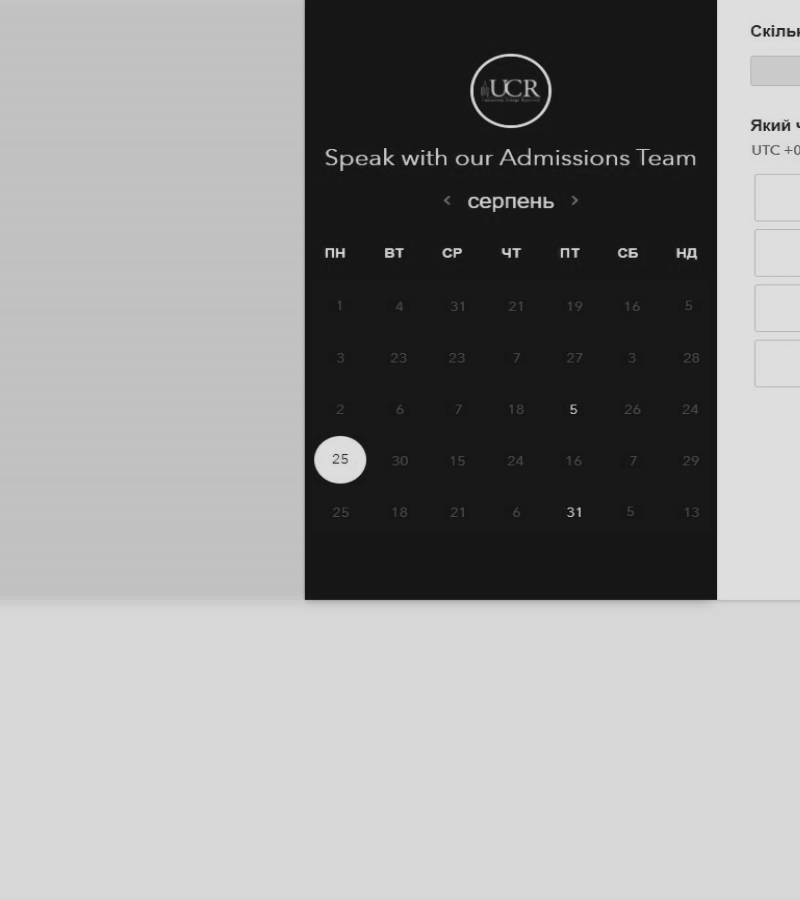 UCR
Speak with our Admissions Team
< серпень >
ПН ВТ СР ЧТ ПТ СБ НД
1 4 31 21 19 16 5
3 23 23 7 27 3 28
2 6 7 18 5 26 24
25 30 15 24 16 7 29
25 18 21 6 31 5 13
Скільк
Який ч
UTC +0